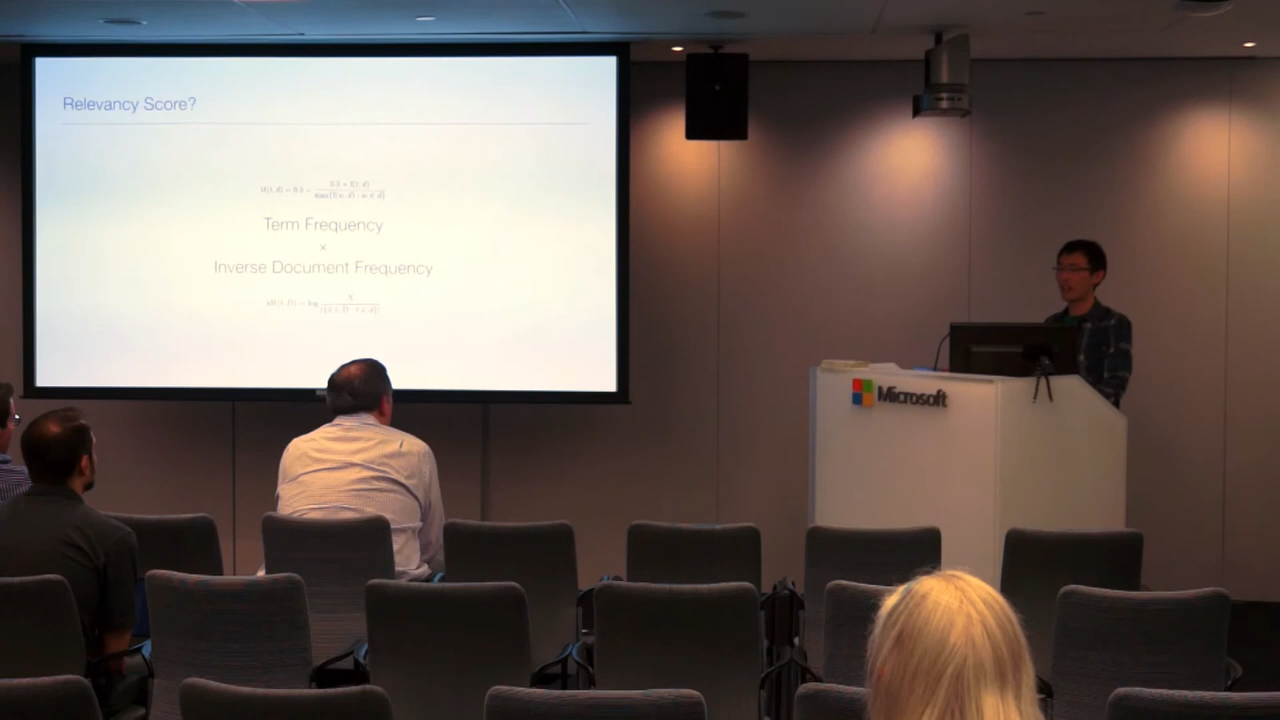 Relevancy Score?
Term Frequency
×
Inverse Document Frequency
Microsoft